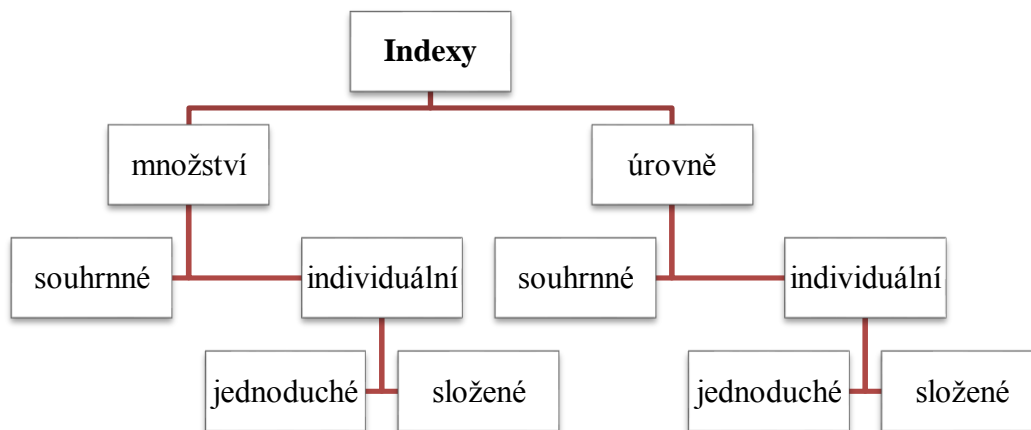 Indexy
množství
úrovně
souhrnné
individuální
souhrnné
individuální
jednoduché
složené
jednoduché
složené